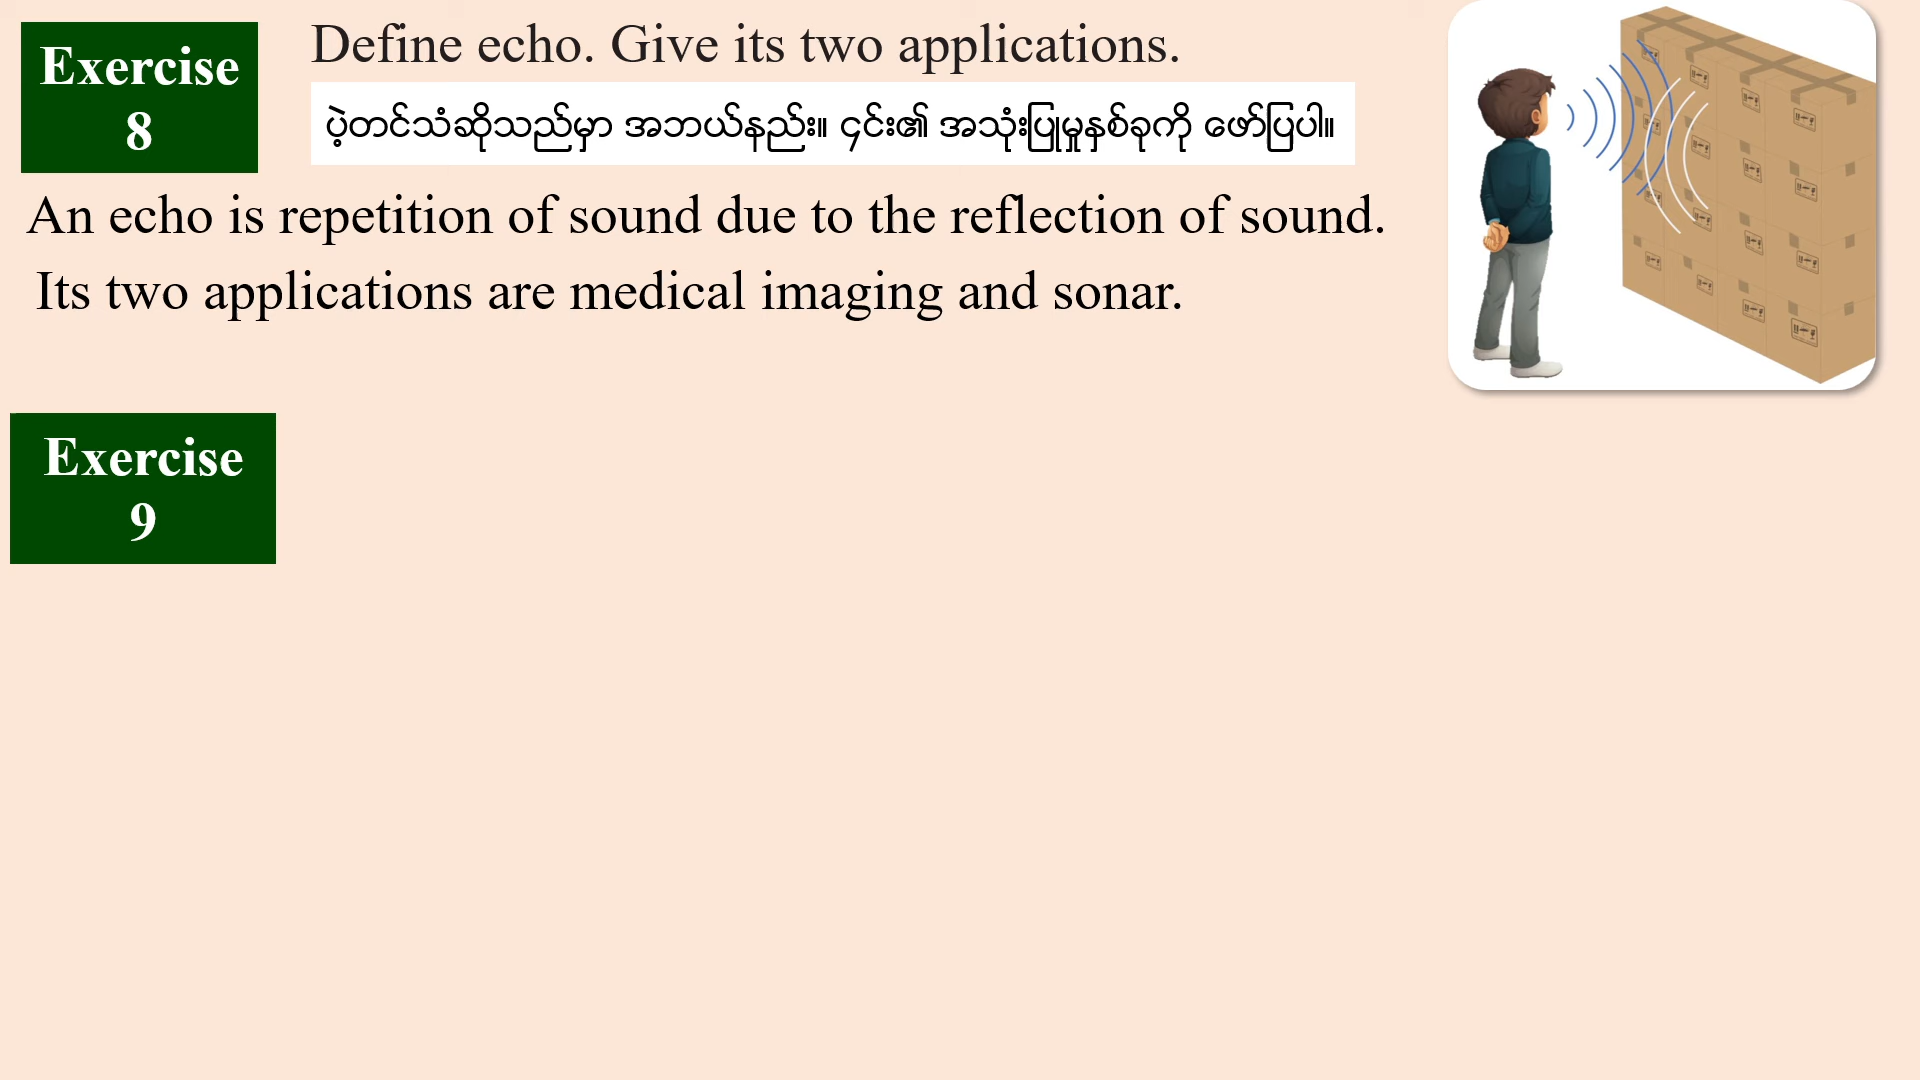 Exercise
8
Define echo. Give its two applications.
ပဲ့တင်သံဆိုသည်မှာ အဘယ်နည်း။ ၄င်း၏ အသုံးပြုမှုနှစ်ခုကို ဖော်ပြပါ။
An echo is repetition of sound due to the reflection of sound.
Its two applications are medical imaging and sonar.
Exercise
9